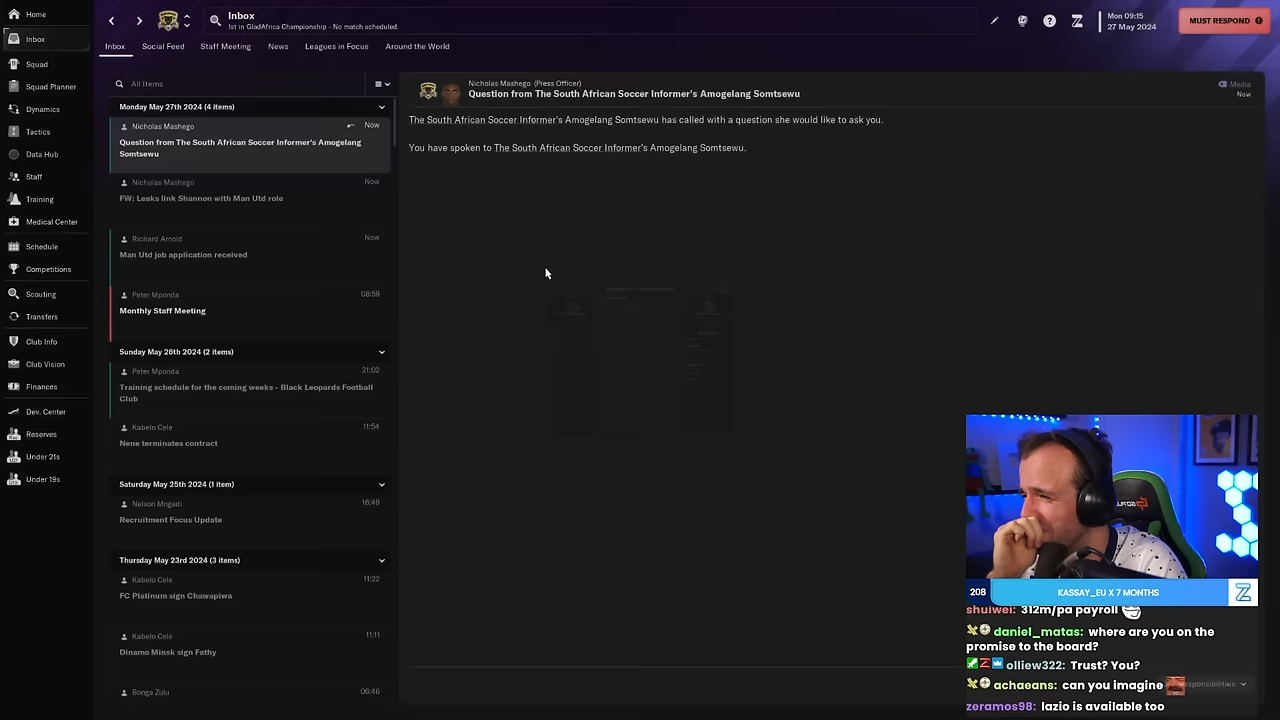 Home
Inbox
Squad
Squad Planner
Dynamics
Tactics
Data Hub
Staff
Training
Medical Center
Schedule
Competitions
Scouting
Transfers
Club Info
Club Vision
Finances
Dev. Center
Reserves
Under 21s
Under 19s
Inbox
1st in GladAfrica Championship - No match scheduled.
Mon 09:15
27 May 2024
MUST RESPOND
Inbox Social Feed Staff Meeting News Leagues in Focus Around the World
All Items
Monday May 27th 2024 (4 items)
Nicholas Mashego Now
Question from The South African Soccer Informer's Amogelang
Somtsewu
Nicholas Mashego Now
FW: Leaks link Shannon with Man Utd role
Richard Arnold Now
Man Utd job application received
Peter Mponda 08:59
Monthly Staff Meeting
Sunday May 26th 2024 (2 items)
Peter Mponda 21:02
Training schedule for the coming weeks - Black Leopards Football
Club
Kabelo Cele 11:54
Nene terminates contract
Saturday May 25th 2024 (1 item)
Nelson Mngadi 16:49
Recruitment Focus Update
Thursday May 23rd 2024 (3 items)
Kabelo Cele 11:22
FC Platinum sign Chawapiwa
Kabelo Cele 11:11
Dinamo Minsk sign Fathy
Bonga Zulu 06:46
Nicholas Mashego (Press Officer)
Question from The South African Soccer Informer's Amogelang Somtsewu
Media
Now
The South African Soccer Informer's Amogelang Somtsewu has called with a question she would like to ask you.
You have spoken to The South African Soccer Informer's Amogelang Somtsewu.
208 KASSAY_EU X 7 MONTHS
shuiwei: 312m/pa payroll
daniel_matas: where are you on the
promise to the board?
olliew322: Trust? You?
achaeans: can you imagine
zeramos98: lazio is available too